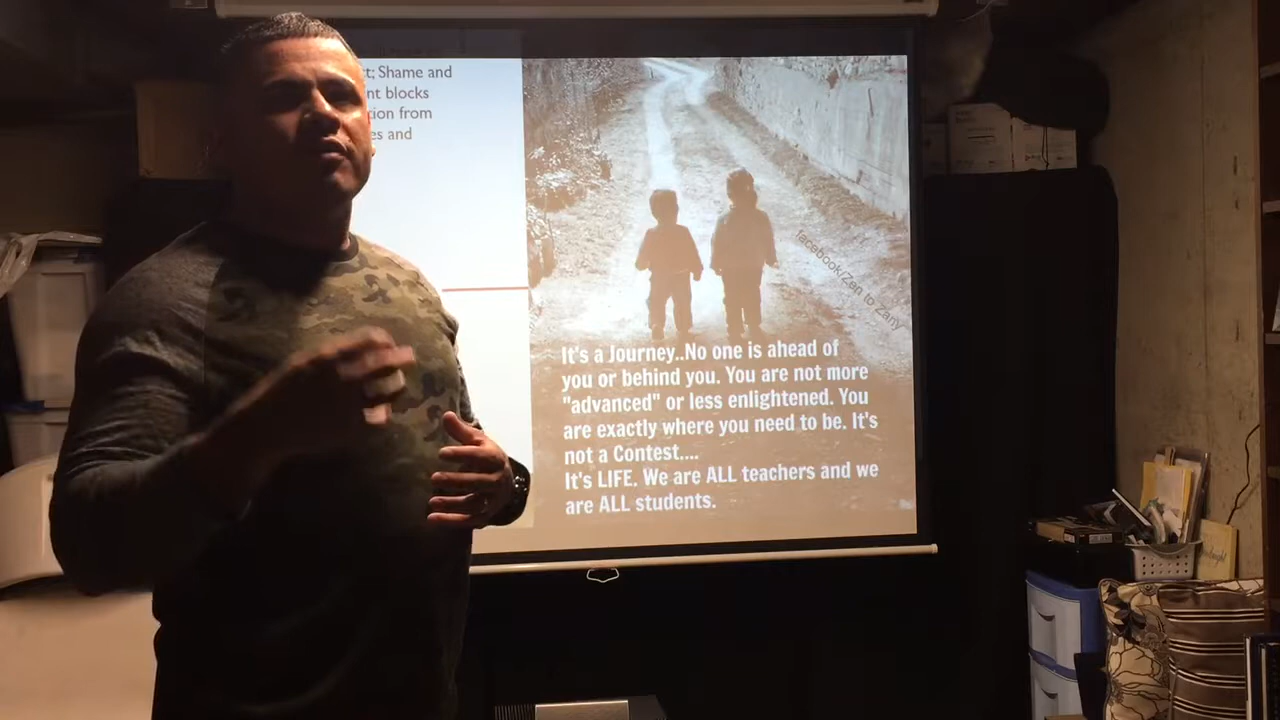 t; Shame and
nt blocks
tion from
es and
facebook/Zen to Zany
It's a Journey..No one is ahead of
you or behind you. You are not more
"advanced" or less enlightened. You
are exactly where you need to be. It's
not a Contest....
It's LIFE. We are ALL teachers and we
are ALL students.